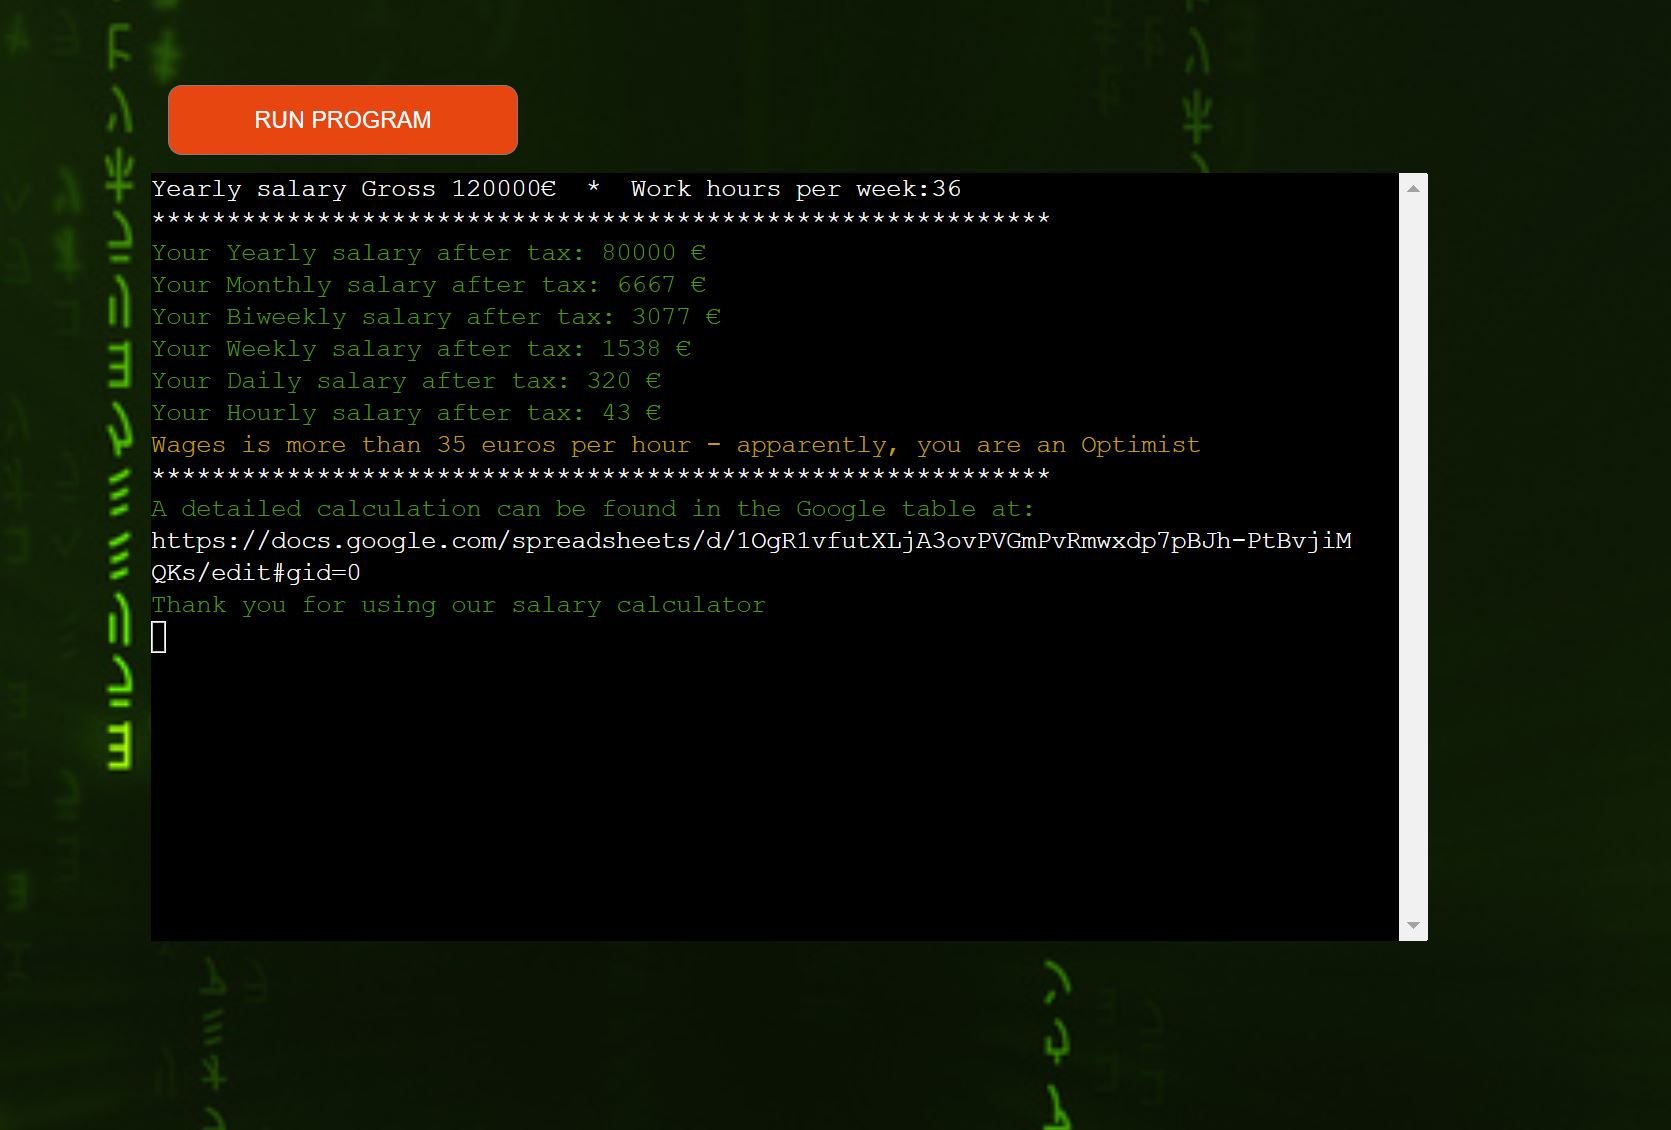 RUN PROGRAM
Yearly salary Gross 120000€  *  Work hours per week:36
************************************************************
Your Yearly salary after tax: 80000 €
Your Monthly salary after tax: 6667 €
Your Biweekly salary after tax: 3077 €
Your Weekly salary after tax: 1538 €
Your Daily salary after tax: 320 €
Your Hourly salary after tax: 43 €
Wages is more than 35 euros per hour - apparently, you are an Optimist
************************************************************
A detailed calculation can be found in the Google table at:
https://docs.google.com/spreadsheets/d/1OgR1vfutXLjA3ovPVGmPvRmwxdp7pBJh-PtBvjiM
QKs/edit#gid=0
Thank you for using our salary calculator